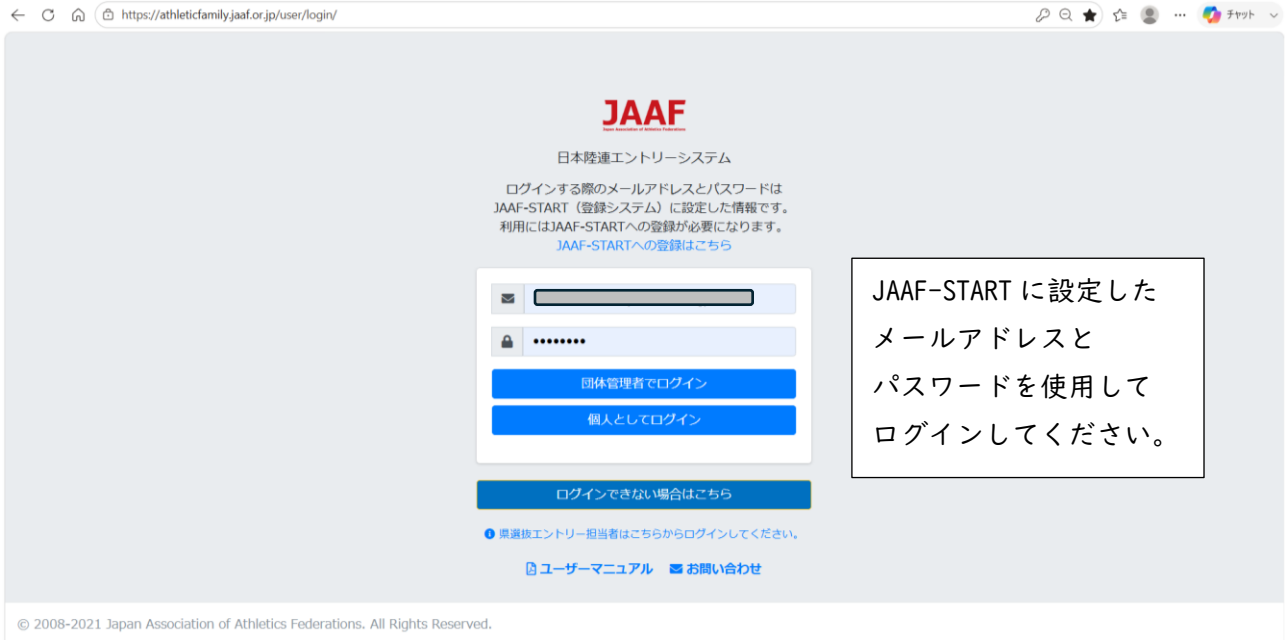 https://athleticfamily.jaaf.or.jp/user/login/
チャット
JAAF
Japan Association of Athletics Federations
日本陸連エントリーシステム
ログインする際のメールアドレスとパスワードは
JAAF-START（登録システム）に設定した情報です。
利用にはJAAF-STARTへの登録が必要になります。
JAAF-STARTへの登録はこちら
••••••••
団体管理者でログイン
個人としてログイン
ログインできない場合はこちら
県選抜エントリー担当者はこちらからログインしてください。
ユーザーマニュアル お問い合わせ
JAAF-START に設定した
メールアドレスと
パスワードを使用して
ログインしてください。
© 2008-2021 Japan Association of Athletics Federations. All Rights Reserved.